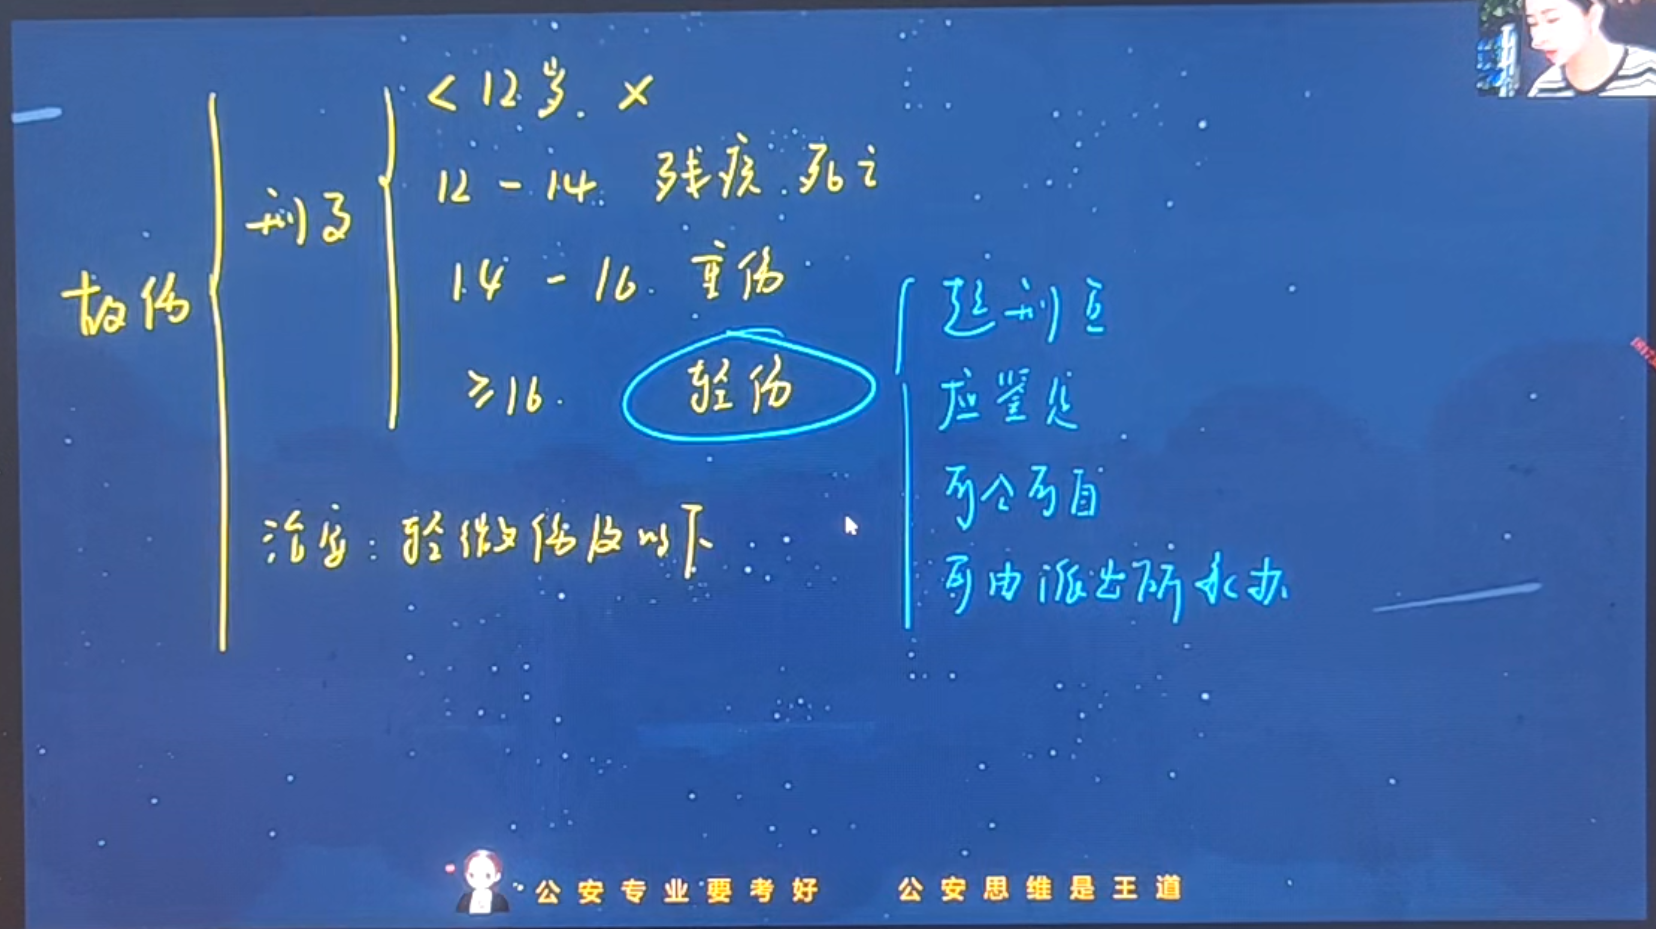 故伤
刑事
<12岁. ×
12-14. 残疾.死亡
14-16. 重伤
≥16. 轻伤
治安:轻微伤及以下
起刑点
应鉴定
可公可自
可由派出所承办
公安专业要考好 公安思维是王道